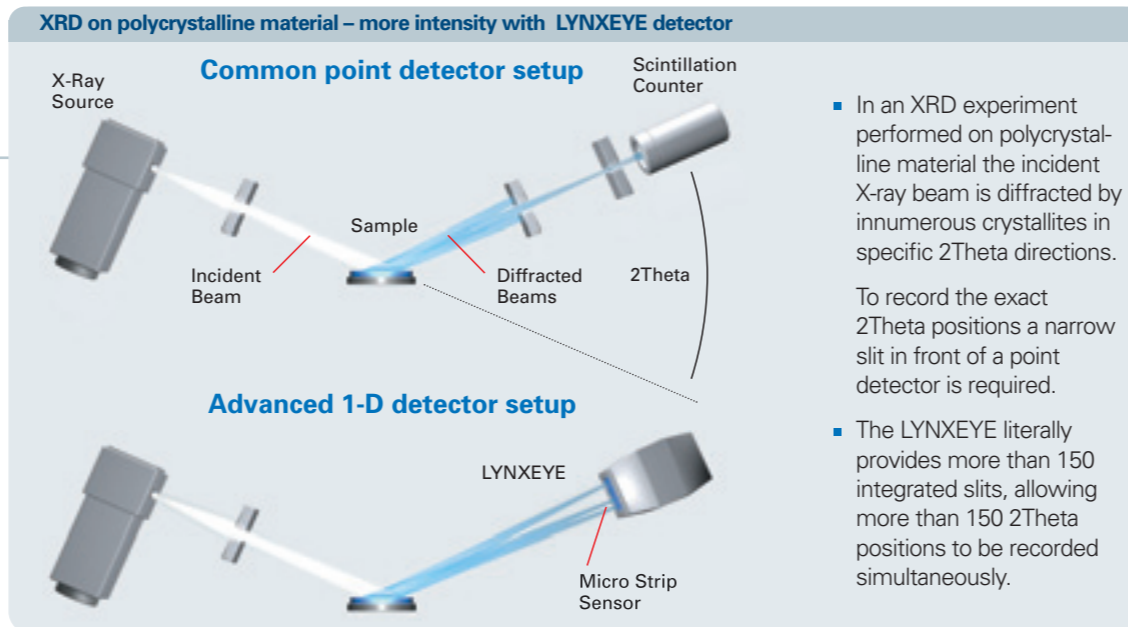 XRD on polycrystalline material – more intensity with LYNXEYE detector
Common point detector setup
X-Ray
Source
Scintillation
Counter
Sample
Incident
Beam
Diffracted
Beams
2Theta
Advanced 1-D detector setup
LYNXEYE
Micro Strip
Sensor
▪ In an XRD experiment
performed on polycrystal-
line material the incident
X-ray beam is diffracted by
innumerous crystallites in
specific 2Theta directions.
To record the exact
2Theta positions a narrow
slit in front of a point
detector is required.
▪ The LYNXEYE literally
provides more than 150
integrated slits, allowing
more than 150 2Theta
positions to be recorded
simultaneously.